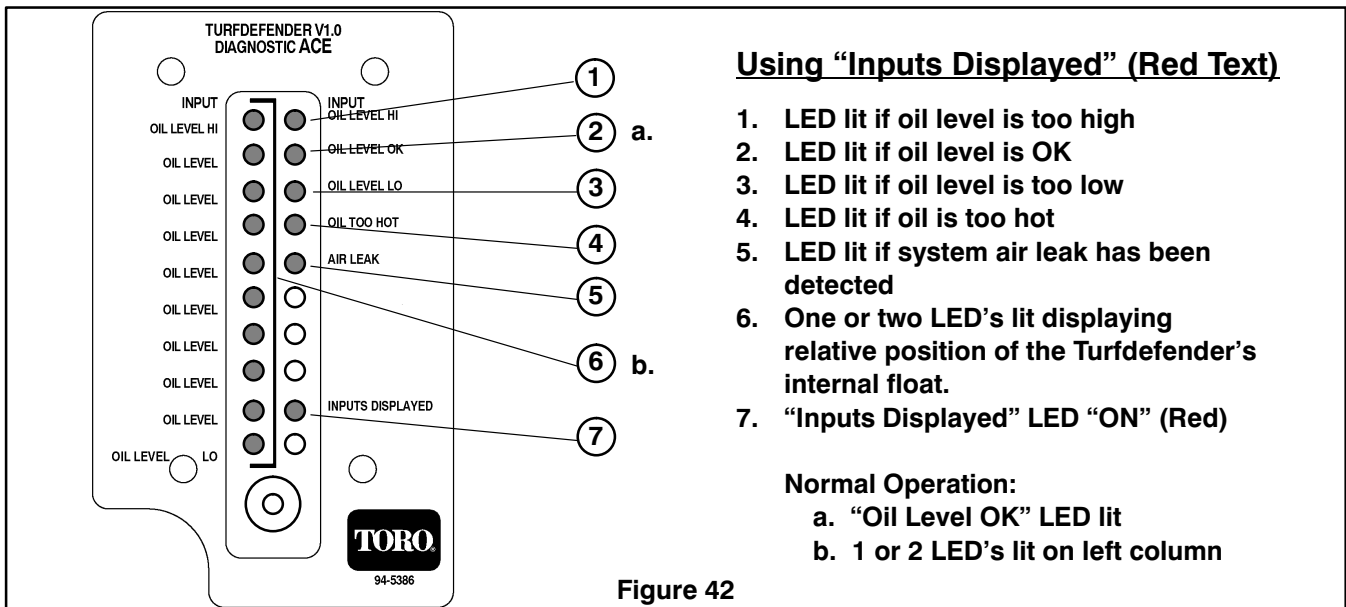 TURFDEFENDER V1.0
DIAGNOSTIC ACE
INPUT
OIL LEVEL HI
OIL LEVEL
OIL LEVEL
OIL LEVEL
OIL LEVEL
OIL LEVEL
OIL LEVEL
OIL LEVEL
OIL LEVEL
OIL LEVEL LO
INPUT
OIL LEVEL HI
OIL LEVEL OK
OIL LEVEL LO
OIL TOO HOT
AIR LEAK
INPUTS DISPLAYED
TORO®
94-5386
1
2 a.
3
4
5
6 b.
7
Using “Inputs Displayed” (Red Text)
1. LED lit if oil level is too high
2. LED lit if oil level is OK
3. LED lit if oil level is too low
4. LED lit if oil is too hot
5. LED lit if system air leak has been
detected
6. One or two LED’s lit displaying
relative position of the Turfdefender’s
internal float.
7. “Inputs Displayed” LED “ON” (Red)
Normal Operation:
a. “Oil Level OK” LED lit
b. 1 or 2 LED’s lit on left column
Figure 42